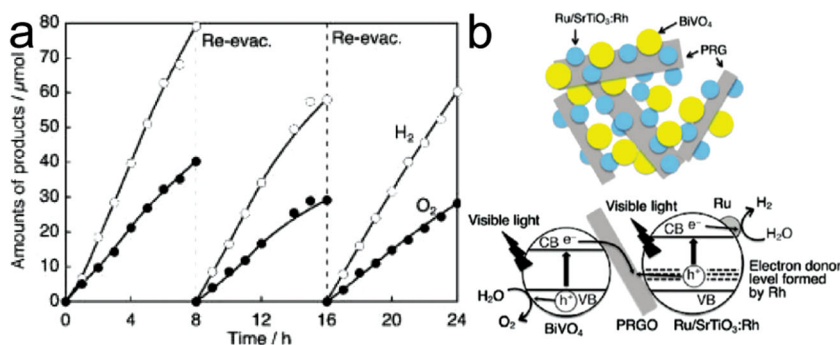 a
Amounts of products / μmol
80
70
60
50
40
30
20
10
0
Re-evac.
Re-evac.
H2
O2
0
4
8
12
16
20
24
Time / h
b
Ru/SrTiO3:Rh
BiVO4
PRG
Visible light
CB e-
h+
VB
H2O
O2
BiVO4
PRGO
Visible light
Ru
H2
H2O
CB e-
h+
VB
Electron donor
level formed
by Rh
Ru/SrTiO3:Rh